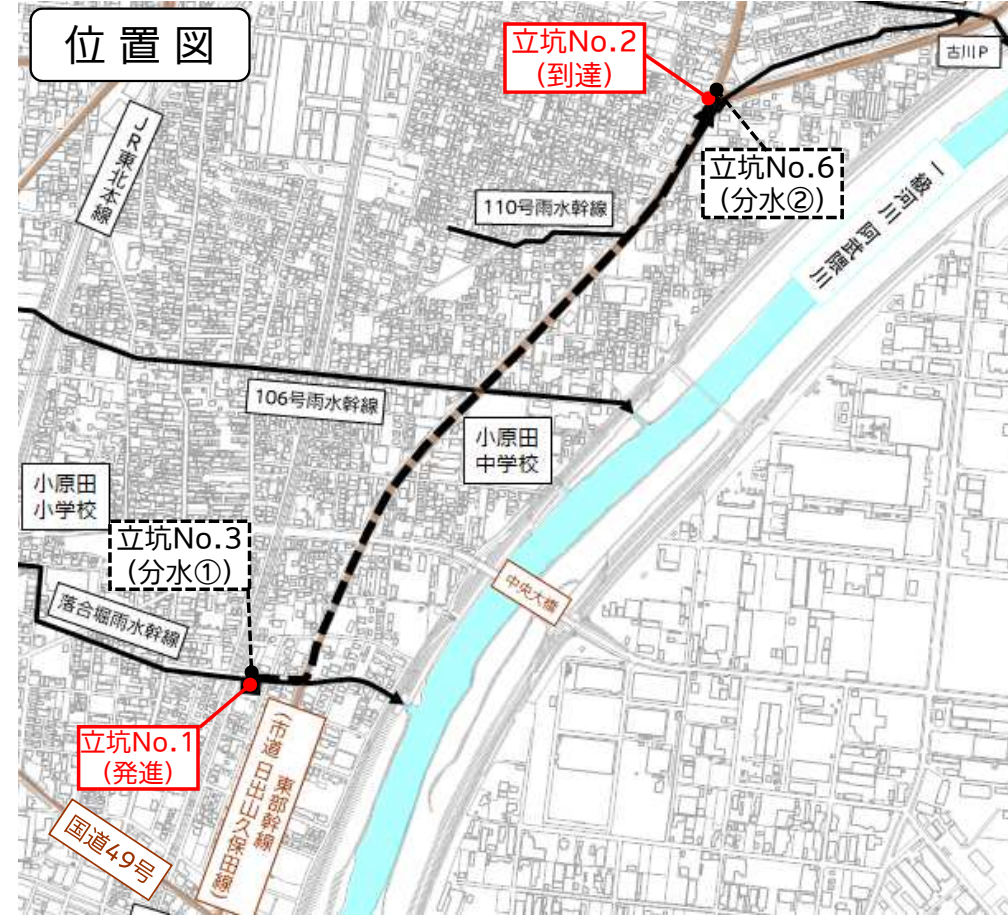 位置図
立坑No.2
(到達)
古川P
JR東北本線
立坑No.6
(分水②)
110号雨水幹線
一級河川 阿武隈川
106号雨水幹線
小原田
中学校
小原田
小学校
立坑No.3
(分水①)
中央大橋
落合堀雨水幹線
立坑No.1
(発進)
東部幹線
(市道 日出山久保田線)
国道49号